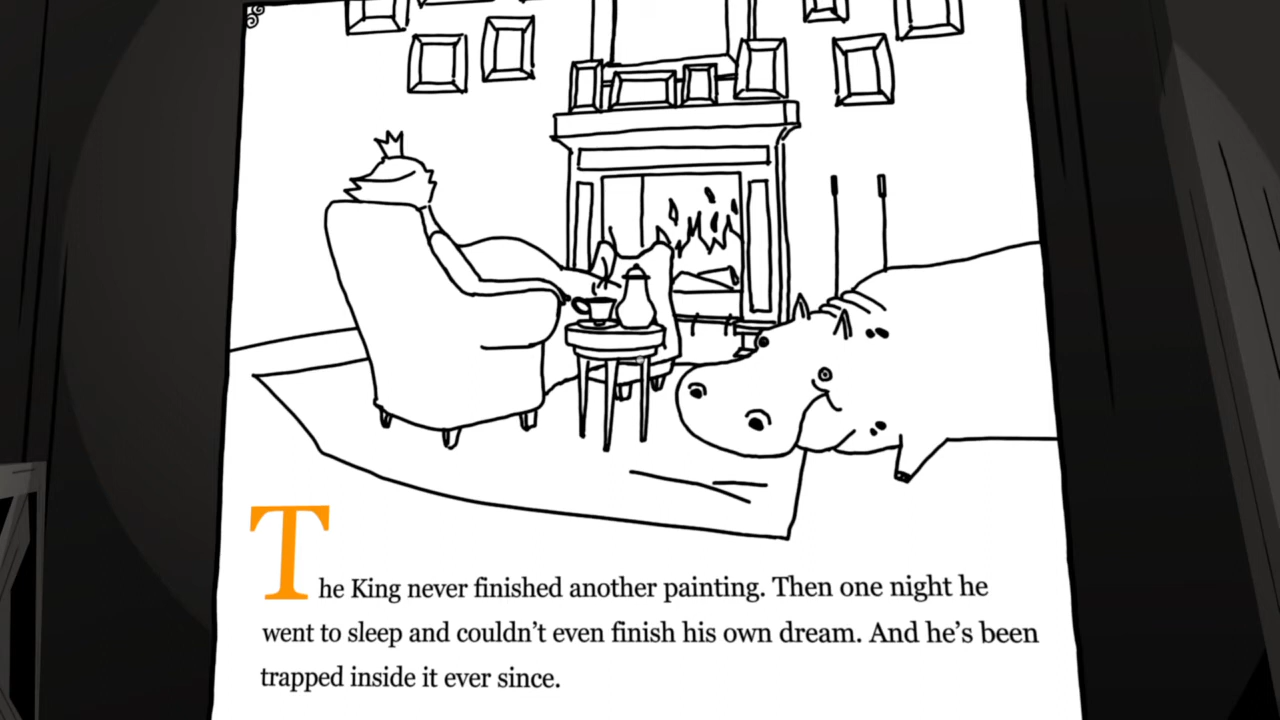 The King never finished another painting. Then one night he
went to sleep and couldn’t even finish his own dream. And he’s been
trapped inside it ever since.